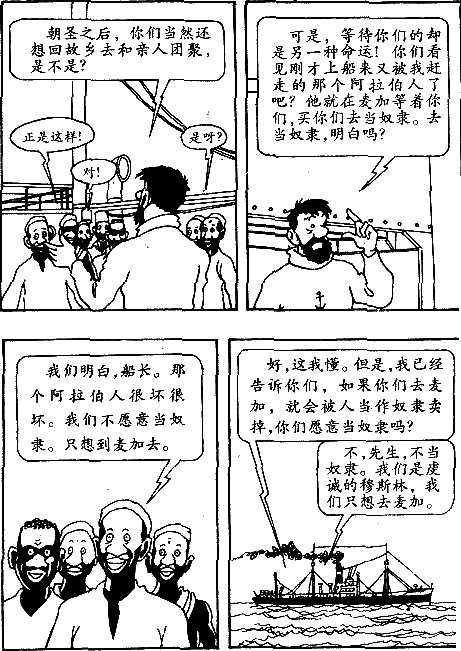 朝圣之后，你们当然还
想回故乡去和亲人团聚，
是不是？
正是这样！
对！
是呀？
可是，等待你们的却
是另一种命运！你们看
见刚才上船来又被我赶
走的那个阿拉伯人了
吧？他就在麦加等着你
们，买你们去当奴隶。去
当奴隶，明白吗？
我们明白，船长。那
个阿拉伯人很坏很
坏。我们不愿意当奴
隶。只想到麦加去。
好，这我懂。但是，我已经
告诉你们，如果你们去麦
加，就会被人当作奴隶卖
掉，你们愿意当奴隶吗？
不，先生，不当
奴隶。我们是虔
诚的穆斯林，我
们只想去麦加。